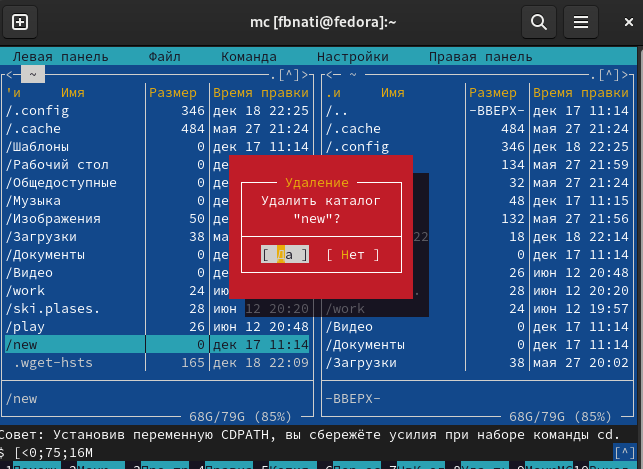 mc [fbnati@fedora]:~
Левая панель Файл Команда Настройки Правая панель
<─ ~ .[^]> <─ ~ .[^]>
'и Имя Размер Время правки .и Имя Размер Время правки
/.config 346 дек 18 22:25 /.. -ВВЕРХ- дек 17 11:14
/.cache 484 мая 27 21:24 /.cache 484 мая 27 21:24
/Шаблоны 0 дек 17 11:14 /.config 346 дек 18 22:25
/Рабочий стол 0 де 134 мая 27 21:59
/Общедоступные 0 де Удаление 32 мая 27 21:24
/Музыка 0 де Удалить каталог 48 дек 17 11:15
/Изображения 50 де "new"? 132 мая 27 21:56
/Загрузки 38 ма 22 18 дек 18 22:14
/Документы 0 де [ Да ] [ Нет ] 0 дек 17 11:14
/Видео 0 де 26 июн 12 20:48
/work 24 ию 28 июн 12 20:20
/ski.plases. 28 июн 12 20:20 /work 24 июн 12 19:57
/play 26 июн 12 20:48 /Видео 0 дек 17 11:14
/new 0 дек 17 11:14 /Документы 0 дек 17 11:14
.wget-hsts 165 дек 18 22:09 /Загрузки 38 мая 27 20:02
/new -ВВЕРХ-
68G/79G (85%) 68G/79G (85%)
Совет: Установив переменную CDPATH, вы сбережёте усилия при наборе команды cd.
$ [<0;75;16M [^]